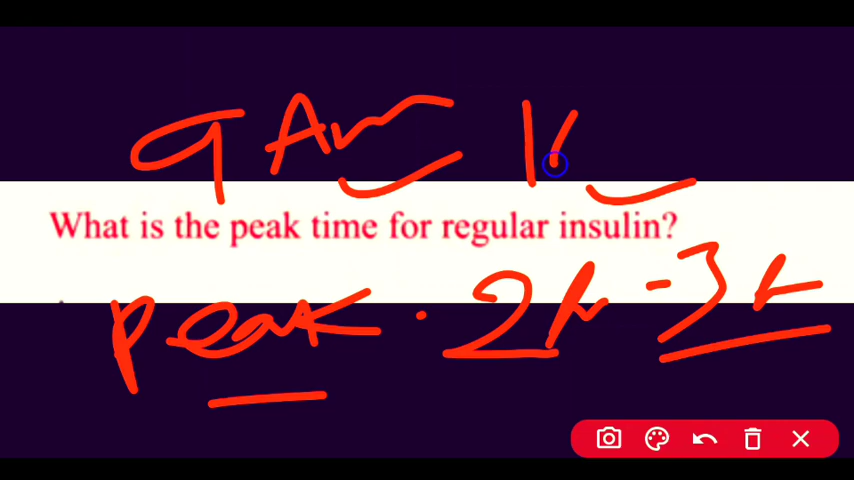 9 Am
What is the peak time for regular insulin?
peak . 2h - 3h